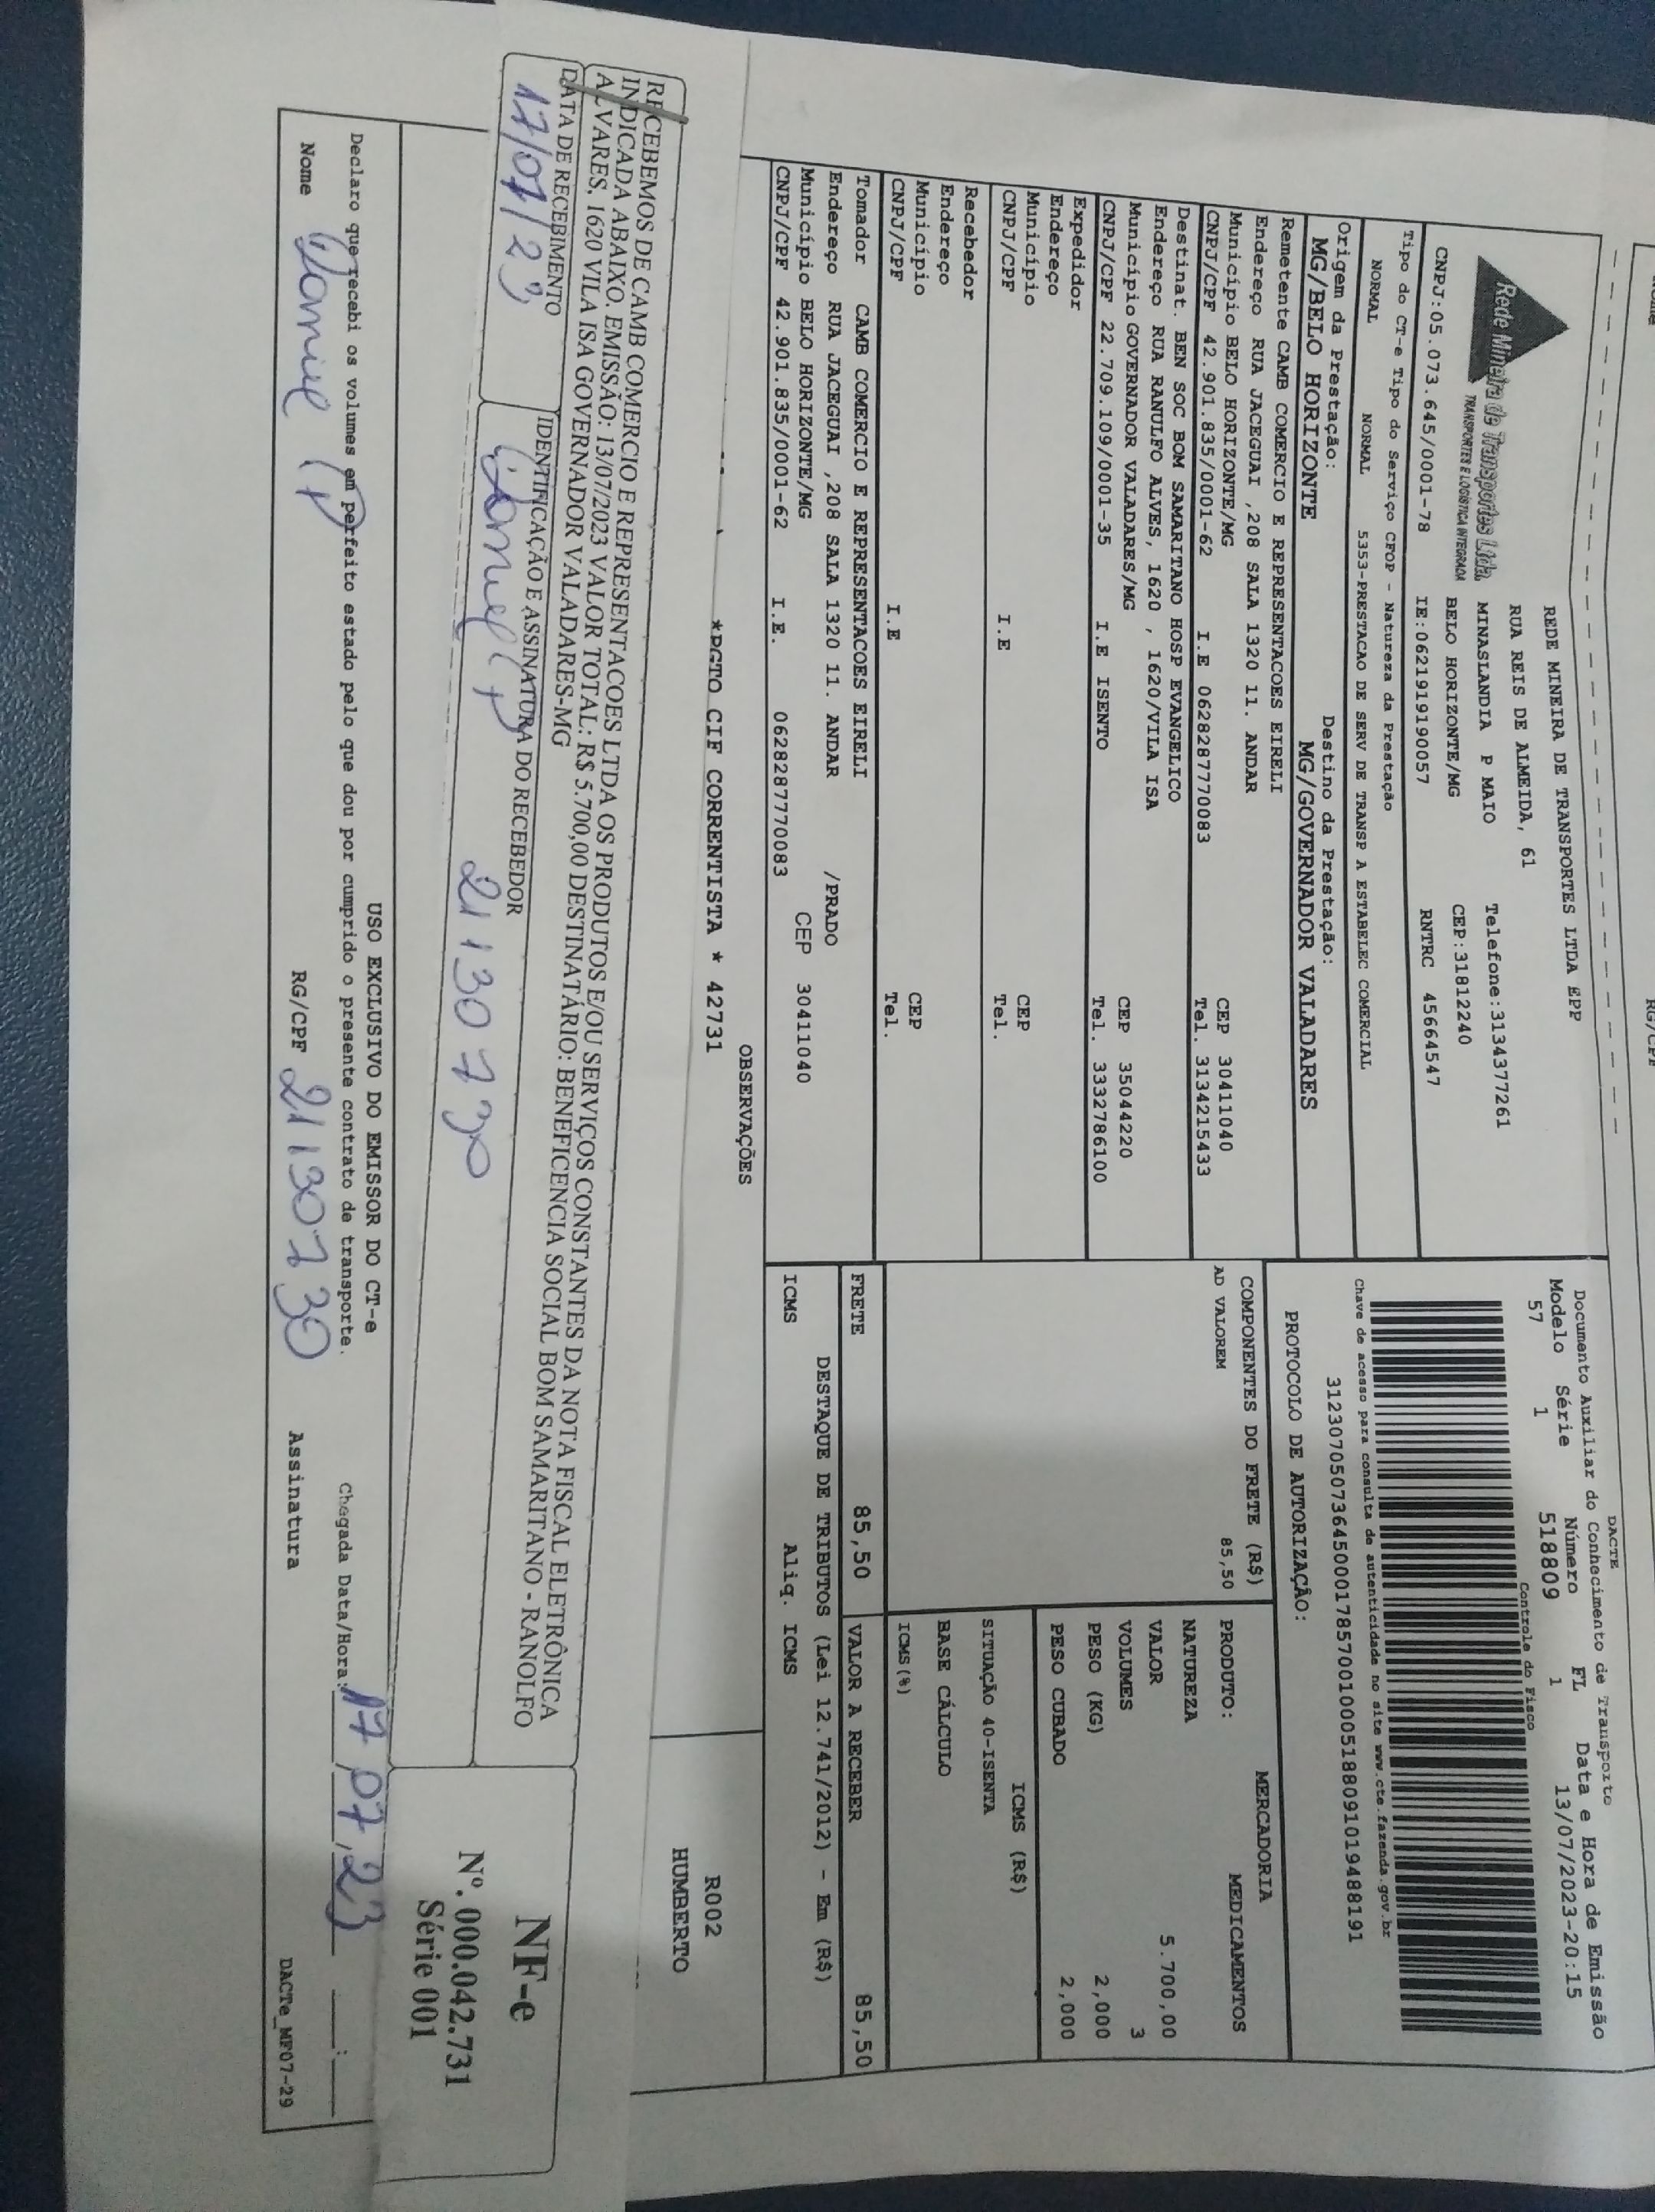 RG/CPF
Rede Mineira de Transportes Ltda.
TRANSPORTES E LOGÍSTICA INTEGRADA
REDE MINEIRA DE TRANSPORTES LTDA EPP
RUA REIS DE ALMEIDA, 61
MINASLANDIA P MAIO Telefone:3134377261
BELO HORIZONTE/MG CEP:31812240
CNPJ:05.073.645/0001-78 IE:0621919190057 RNTRC 45664547
Tipo do CT-e Tipo do Serviço CFOP - Natureza da Prestação
NORMAL NORMAL 5353-PRESTACAO DE SERV DE TRANSP A ESTABELEC COMERCIAL
Origem da Prestação: Destino da Prestação:
MG/BELO HORIZONTE MG/GOVERNADOR VALADARES
Remetente CAMB COMERCIO E REPRESENTACOES EIRELI
Endereço RUA JACEGUAI ,208 SALA 1320 11. ANDAR
Município BELO HORIZONTE/MG CEP 30411040
CNPJ/CPF 42.901.835/0001-62 I.E 0628287770083 Tel. 3134215433
Destinat. BEN SOC BOM SAMARITANO HOSP EVANGELICO
Endereço RUA RANULFO ALVES, 1620 , 1620/VILA ISA
Município GOVERNADOR VALADARES/MG CEP 35044220
CNPJ/CPF 22.709.109/0001-35 I.E ISENTO Tel. 3332786100
Expedidor
Endereço
Município CEP
CNPJ/CPF I.E Tel.
Recebedor
Endereço
Município CEP
CNPJ/CPF I.E Tel.
Tomador CAMB COMERCIO E REPRESENTACOES EIRELI
Endereço RUA JACEGUAI ,208 SALA 1320 11. ANDAR /PRADO
Município BELO HORIZONTE/MG CEP 30411040
CNPJ/CPF 42.901.835/0001-62 I.E. 0628287770083
DACTE
Documento Auxiliar do Conhecimento de Transporte
Modelo Série Número FL Data e Hora de Emissão
57 1 518809 1 13/07/2023-20:15
Controle do Fisco
Chave de acesso para consulta de autenticidade no site www.cte.fazenda.gov.br
31230705073645000178570010005188091019488191
PROTOCOLO DE AUTORIZAÇÃO:
COMPONENTES DO FRETE (R$)
AD VALOREM 85,50
MERCADORIA
PRODUTO: MEDICAMENTOS
NATUREZA
VALOR 5.700,00
VOLUMES 3
PESO (KG) 2,000
PESO CUBADO 2,000
ICMS (R$)
SITUAÇÃO 40-ISENTA
BASE CÁLCULO
ICMS(%)
FRETE 85,50 VALOR A RECEBER 85,50
DESTAQUE DE TRIBUTOS (Lei 12.741/2012) - Em (R$)
ICMS Aliq. ICMS
OBSERVAÇÕES
*PGTO CIF CORRENTISTA * 42731
R002
HUMBERTO
RECEBEMOS DE CAMB COMERCIO E REPRESENTACOES LTDA OS PRODUTOS E/OU SERVIÇOS CONSTANTES DA NOTA FISCAL ELETRÔNICA
INDICADA ABAIXO. EMISSÃO: 13/07/2023 VALOR TOTAL: R$ 5.700,00 DESTINATÁRIO: BENEFICENCIA SOCIAL BOM SAMARITANO - RANOLFO
ALVARES, 1620 VILA ISA GOVERNADOR VALADARES-MG
DATA DE RECEBIMENTO IDENTIFICAÇÃO E ASSINATURA DO RECEBEDOR
17/07/23 21130730
NF-e
Nº. 000.042.731
Série 001
USO EXCLUSIVO DO EMISSOR DO CT-e
Declaro que recebi os volumes em perfeito estado pelo que dou por cumprido o presente contrato de transporte. Chegada Data/Hora: 17,07,23 :
Nome RG/CPF 21130730 Assinatura
DACTe_MF07-29